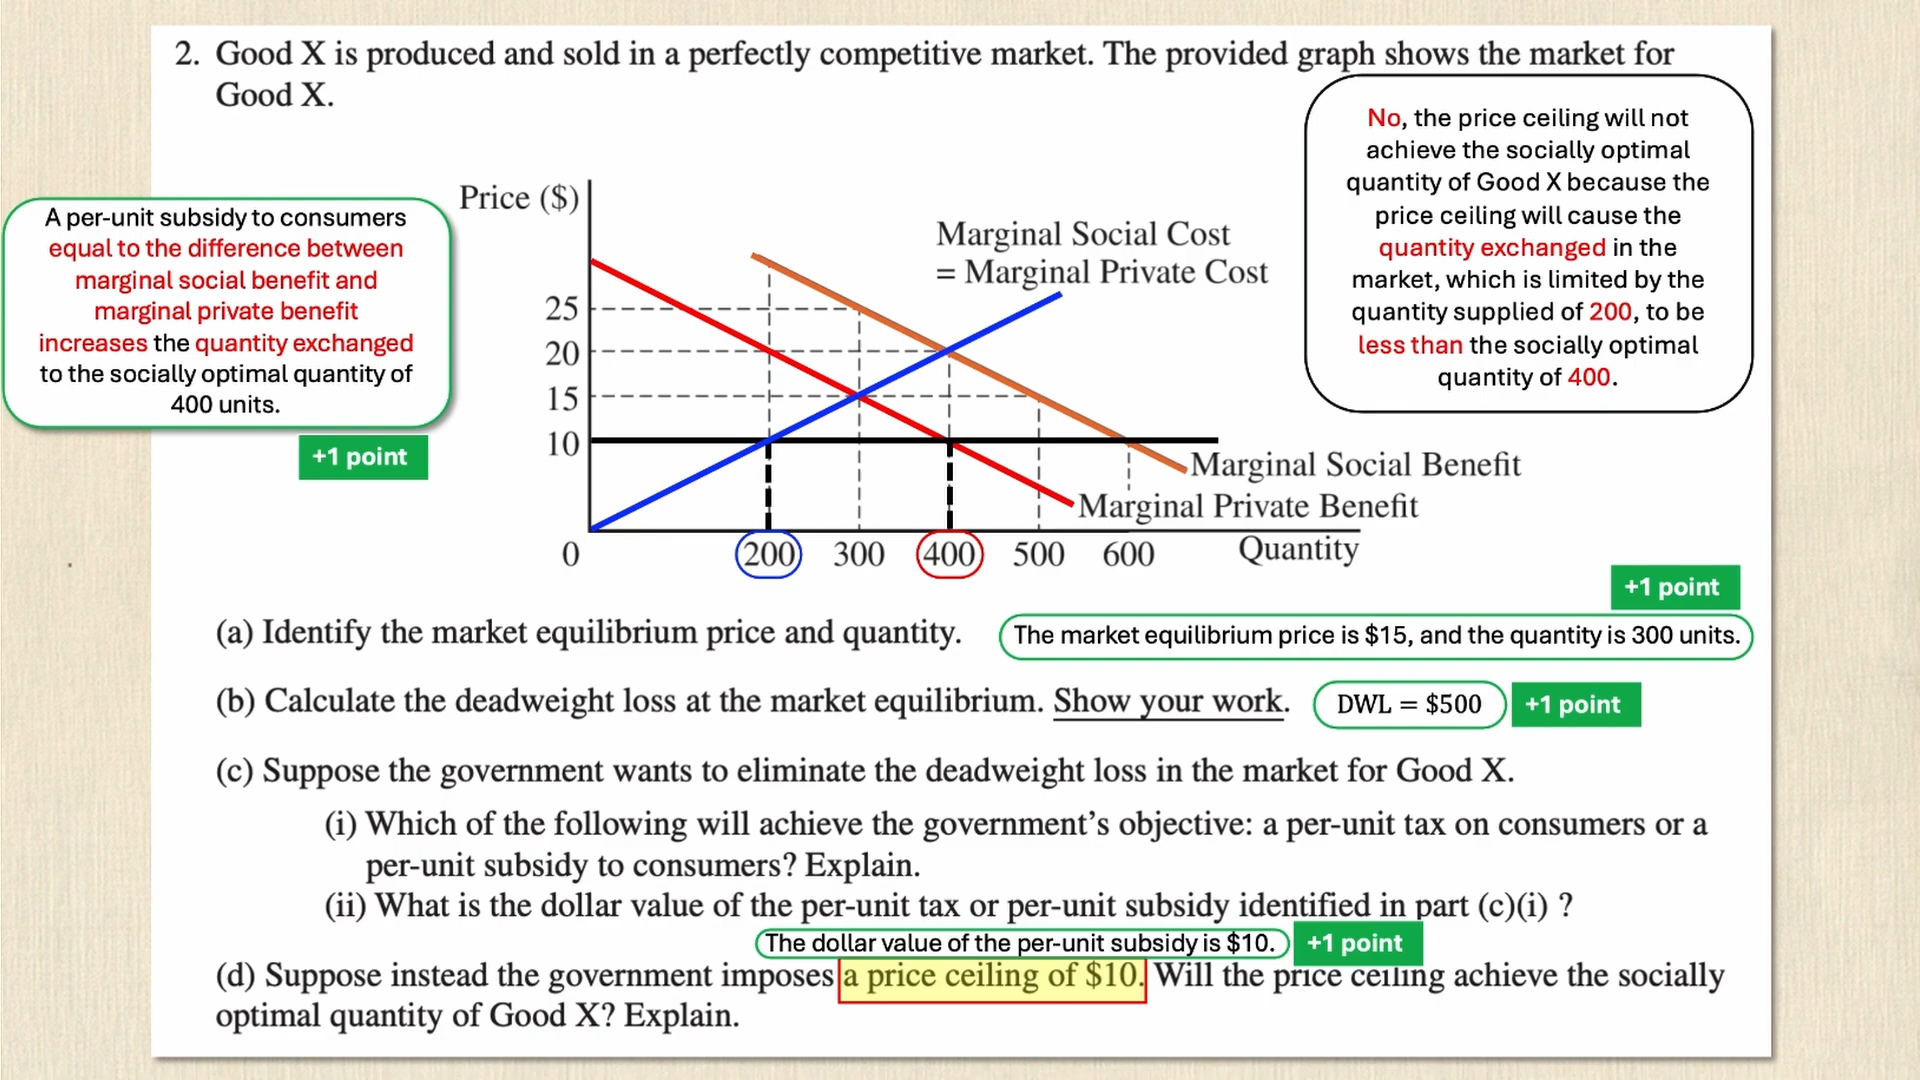 2. Good X is produced and sold in a perfectly competitive market. The provided graph shows the market for
Good X.
No, the price ceiling will not
achieve the socially optimal
quantity of Good X because the
price ceiling will cause the
quantity exchanged in the
market, which is limited by the
quantity supplied of 200, to be
less than the socially optimal
quantity of 400.
A per-unit subsidy to consumers
equal to the difference between
marginal social benefit and
marginal private benefit
increases the quantity exchanged
to the socially optimal quantity of
400 units.
+1 point
Price ($)
Marginal Social Cost
= Marginal Private Cost
25
20
15
10
Marginal Social Benefit
Marginal Private Benefit
0 200 300 400 500 600 Quantity
+1 point
(a) Identify the market equilibrium price and quantity. The market equilibrium price is $15, and the quantity is 300 units.
(b) Calculate the deadweight loss at the market equilibrium. Show your work. DWL = $500 +1 point
(c) Suppose the government wants to eliminate the deadweight loss in the market for Good X.
(i) Which of the following will achieve the government's objective: a per-unit tax on consumers or a
per-unit subsidy to consumers? Explain.
(ii) What is the dollar value of the per-unit tax or per-unit subsidy identified in part (c)(i) ?
The dollar value of the per-unit subsidy is $10. +1 point
(d) Suppose instead the government imposes a price ceiling of $10. Will the price ceiling achieve the socially
optimal quantity of Good X? Explain.